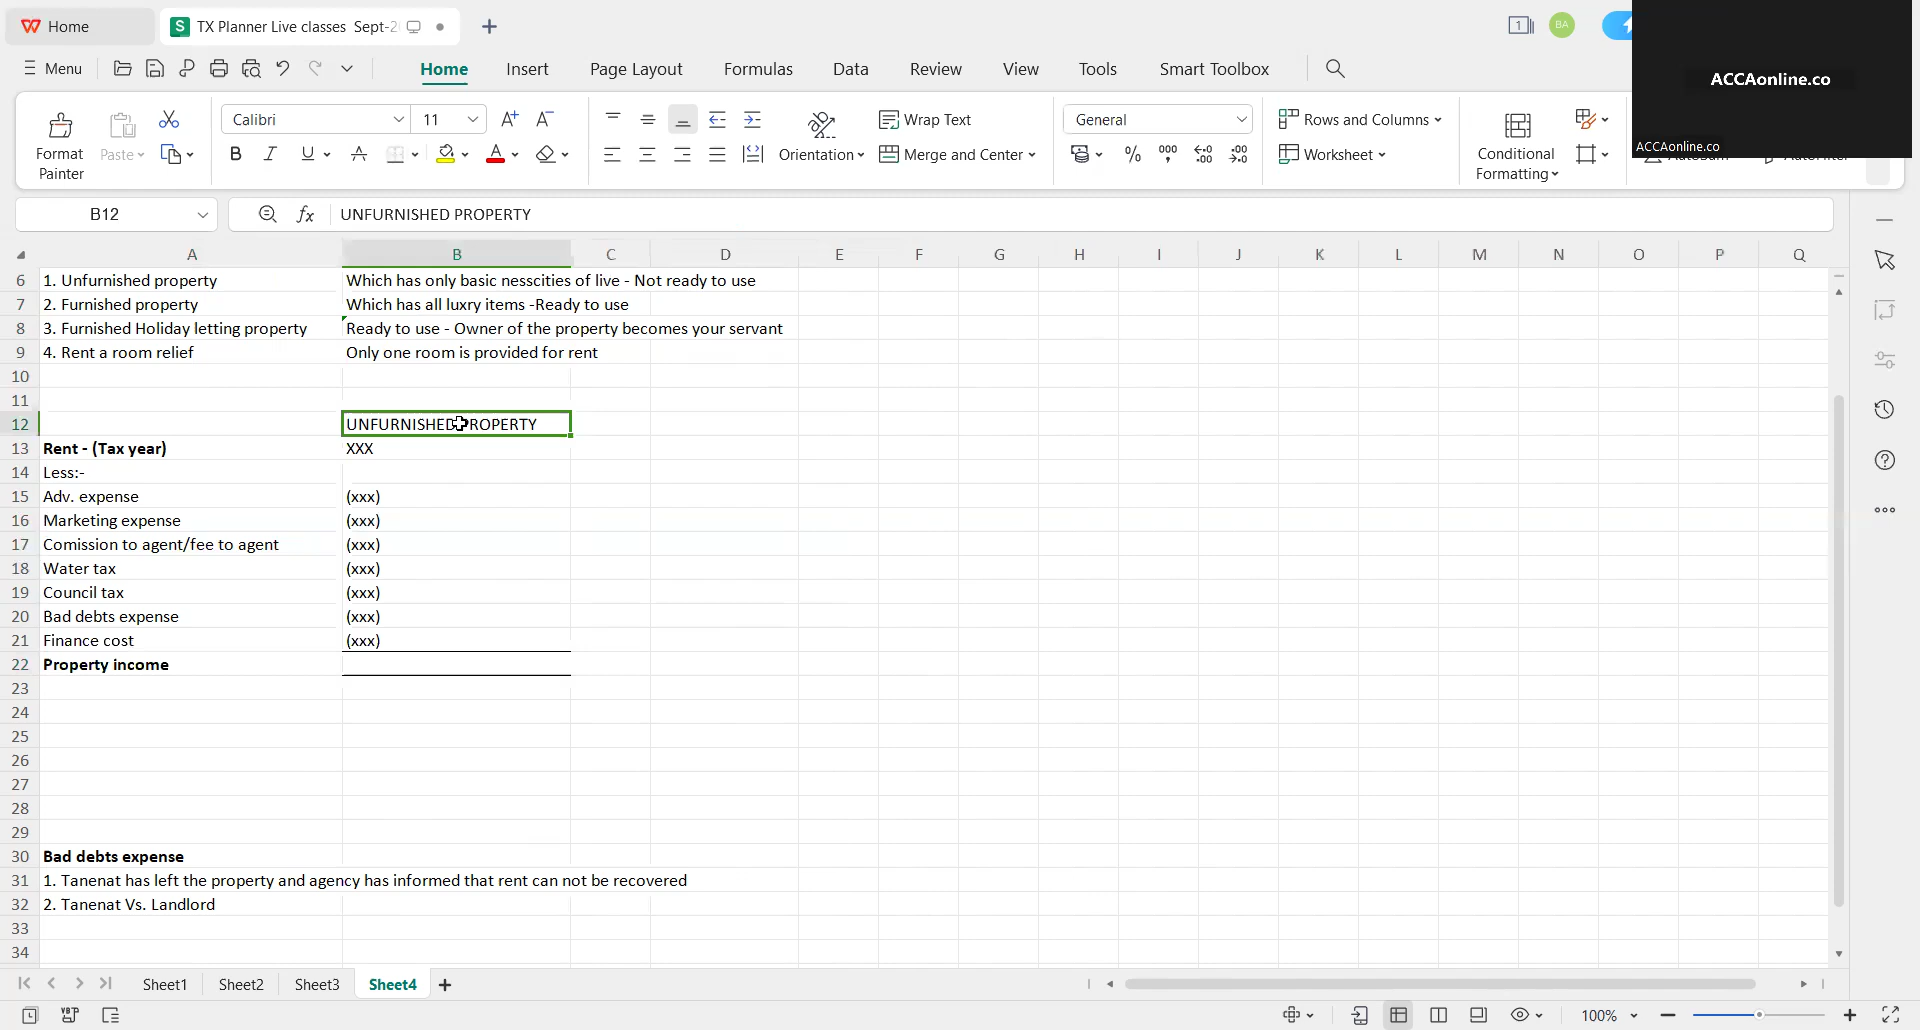 Home
TX Planner Live classes Sept-2
1
BA
ACCAonline.co
ACCAonline.co
Menu
Home
Insert
Page Layout
Formulas
Data
Review
View
Tools
Smart Toolbox
Format
Painter
Paste
Calibri
11
A+
A-
B
I
U
A
A
Orientation
Wrap Text
Merge and Center
General
%
000
Rows and Columns
Worksheet
Conditional
Formatting
B12
fx
UNFURNISHED PROPERTY
A B C D E F G H I J K L M N O P Q
6 1. Unfurnished property Which has only basic nesscities of live - Not ready to use
7 2. Furnished property Which has all luxry items -Ready to use
8 3. Furnished Holiday letting property Ready to use - Owner of the property becomes your servant
9 4. Rent a room relief Only one room is provided for rent
10
11
12 UNFURNISHED PROPERTY
13 Rent - (Tax year) XXX
14 Less:-
15 Adv. expense (xxx)
16 Marketing expense (xxx)
17 Comission to agent/fee to agent (xxx)
18 Water tax (xxx)
19 Council tax (xxx)
20 Bad debts expense (xxx)
21 Finance cost (xxx)
22 Property income
23
24
25
26
27
28
29
30 Bad debts expense
31 1. Tanenat has left the property and agency has informed that rent can not be recovered
32 2. Tanenat Vs. Landlord
33
34
Sheet1
Sheet2
Sheet3
Sheet4
100%